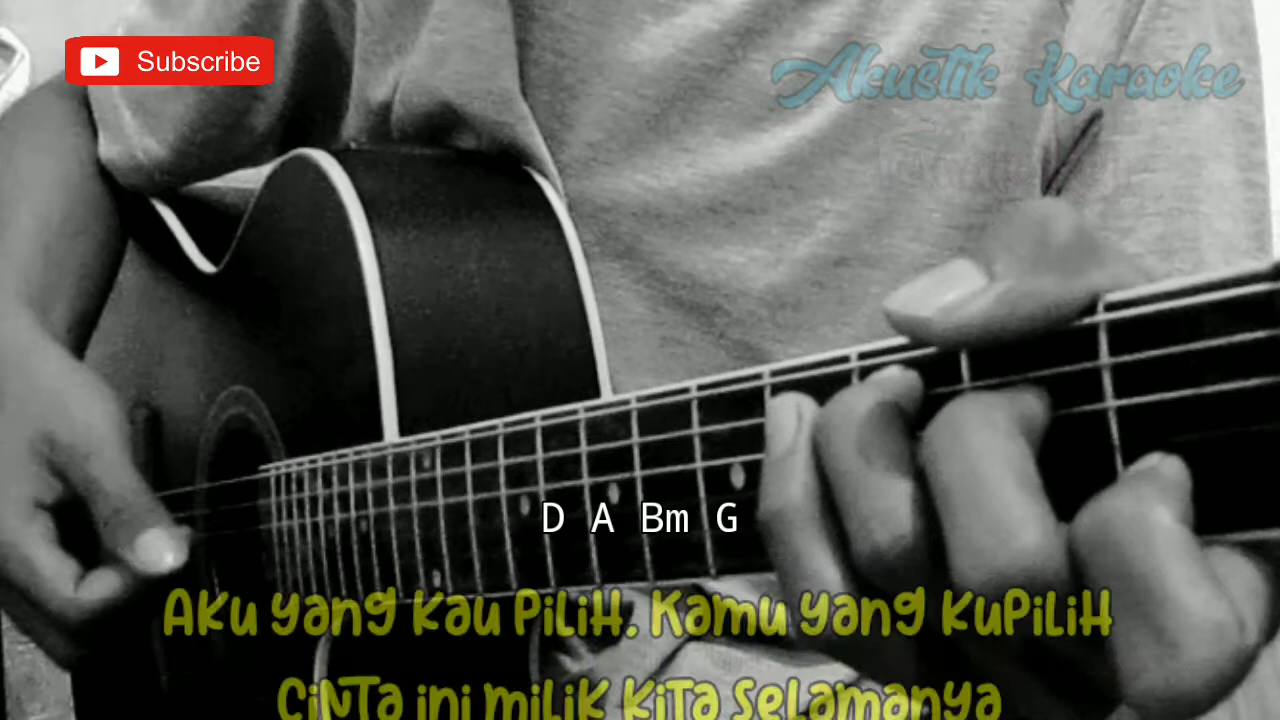 Subscribe
Akustik Karaoke
D A Bm G
Aku yang kau pilih. Kamu yang kupilih
Cinta ini milik kita selamanya